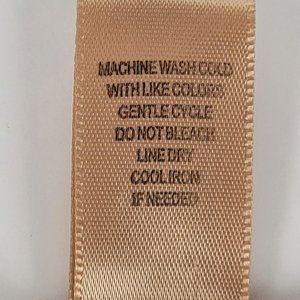 MACHINE WASH COLD
WITH LIKE COLORS
GENTLE CYCLE
DO NOT BLEACH
LINE DRY
COOL IRON
IF NEEDED